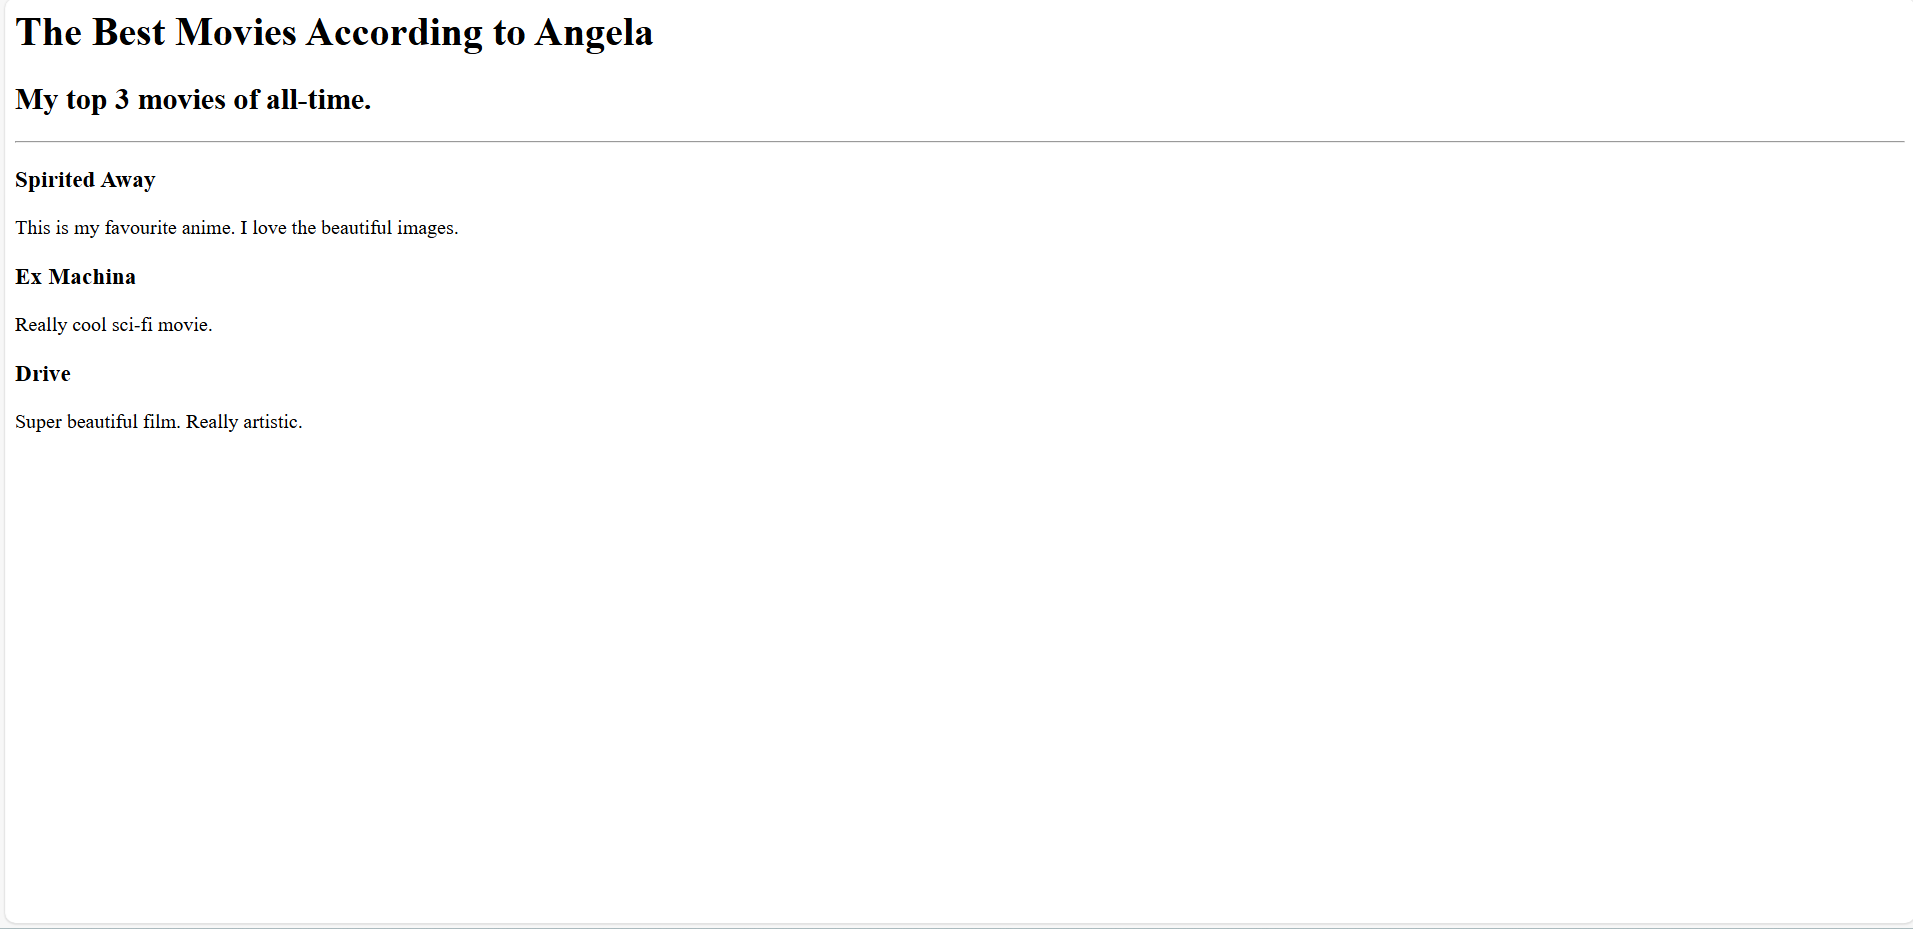 The Best Movies According to Angela
My top 3 movies of all-time.
Spirited Away
This is my favourite anime. I love the beautiful images.
Ex Machina
Really cool sci-fi movie.
Drive
Super beautiful film. Really artistic.